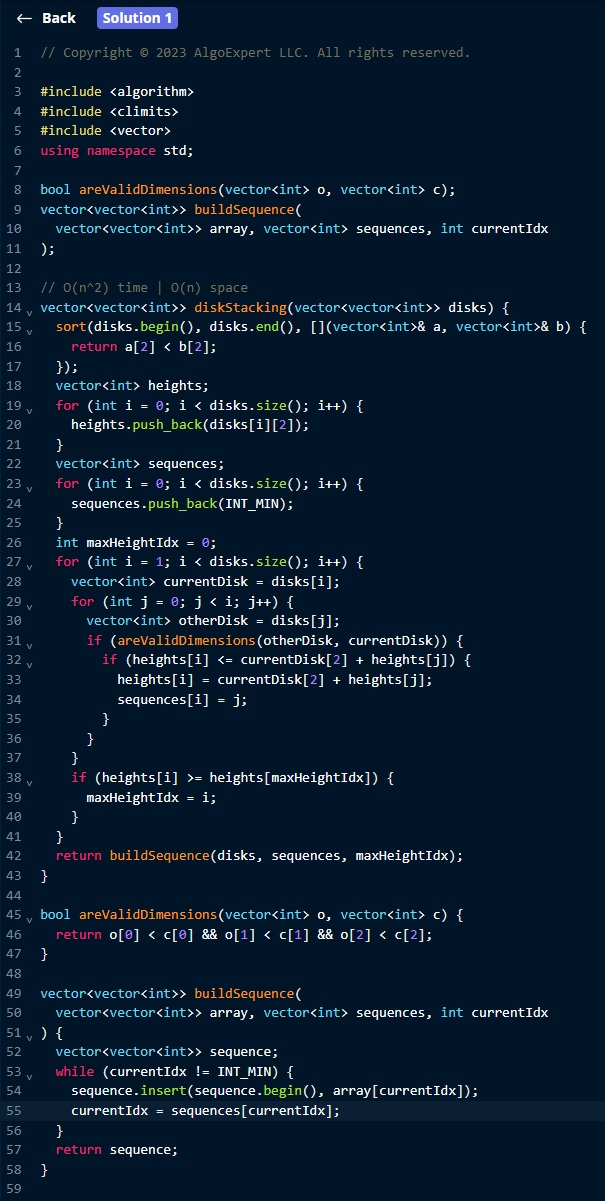 ← Back Solution 1
1 // Copyright © 2023 AlgoExpert LLC. All rights reserved.
2
3 #include <algorithm>
4 #include <climits>
5 #include <vector>
6 using namespace std;
7
8 bool areValidDimensions(vector<int> o, vector<int> c);
9 vector<vector<int>> buildSequence(
10   vector<vector<int>> array, vector<int> sequences, int currentIdx
11 );
12
13 // O(n^2) time | O(n) space
14 vector<vector<int>> diskStacking(vector<vector<int>> disks) {
15   sort(disks.begin(), disks.end(), [](vector<int>& a, vector<int>& b) {
16     return a[2] < b[2];
17   });
18   vector<int> heights;
19   for (int i = 0; i < disks.size(); i++) {
20     heights.push_back(disks[i][2]);
21   }
22   vector<int> sequences;
23   for (int i = 0; i < disks.size(); i++) {
24     sequences.push_back(INT_MIN);
25   }
26   int maxHeightIdx = 0;
27   for (int i = 1; i < disks.size(); i++) {
28     vector<int> currentDisk = disks[i];
29     for (int j = 0; j < i; j++) {
30       vector<int> otherDisk = disks[j];
31       if (areValidDimensions(otherDisk, currentDisk)) {
32         if (heights[i] <= currentDisk[2] + heights[j]) {
33           heights[i] = currentDisk[2] + heights[j];
34           sequences[i] = j;
35         }
36       }
37     }
38     if (heights[i] >= heights[maxHeightIdx]) {
39       maxHeightIdx = i;
40     }
41   }
42   return buildSequence(disks, sequences, maxHeightIdx);
43 }
44
45 bool areValidDimensions(vector<int> o, vector<int> c) {
46   return o[0] < c[0] && o[1] < c[1] && o[2] < c[2];
47 }
48
49 vector<vector<int>> buildSequence(
50   vector<vector<int>> array, vector<int> sequences, int currentIdx
51 ) {
52   vector<vector<int>> sequence;
53   while (currentIdx != INT_MIN) {
54     sequence.insert(sequence.begin(), array[currentIdx]);
55     currentIdx = sequences[currentIdx];
56   }
57   return sequence;
58 }
59